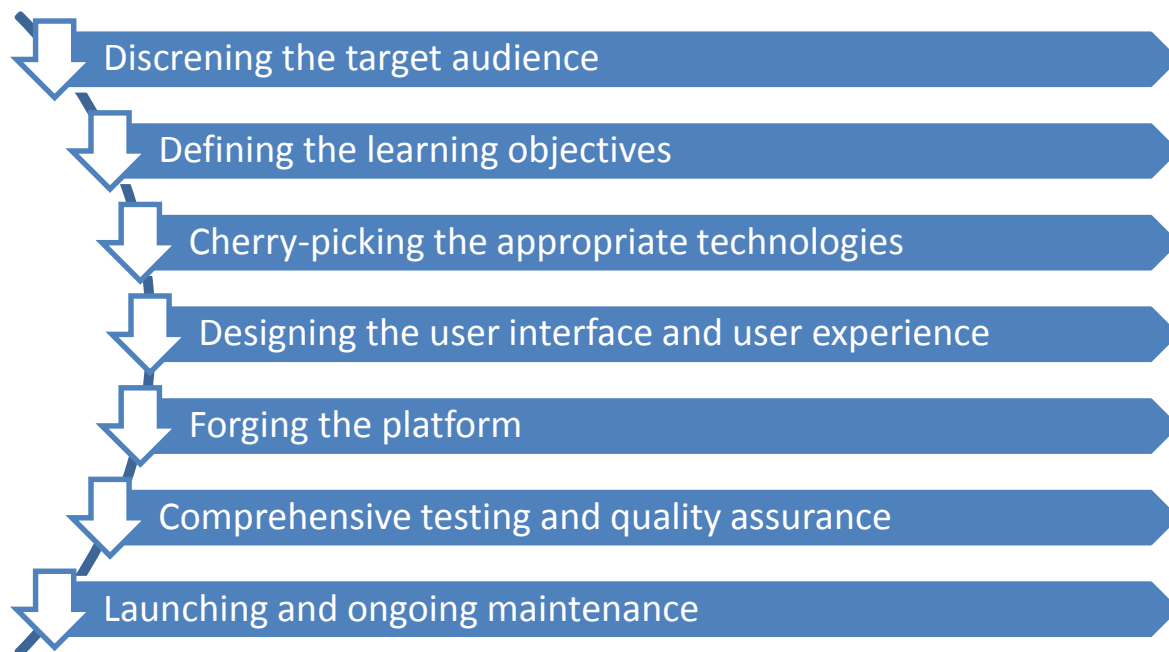 Discrening the target audience
Defining the learning objectives
Cherry-picking the appropriate technologies
Designing the user interface and user experience
Forging the platform
Comprehensive testing and quality assurance
Launching and ongoing maintenance